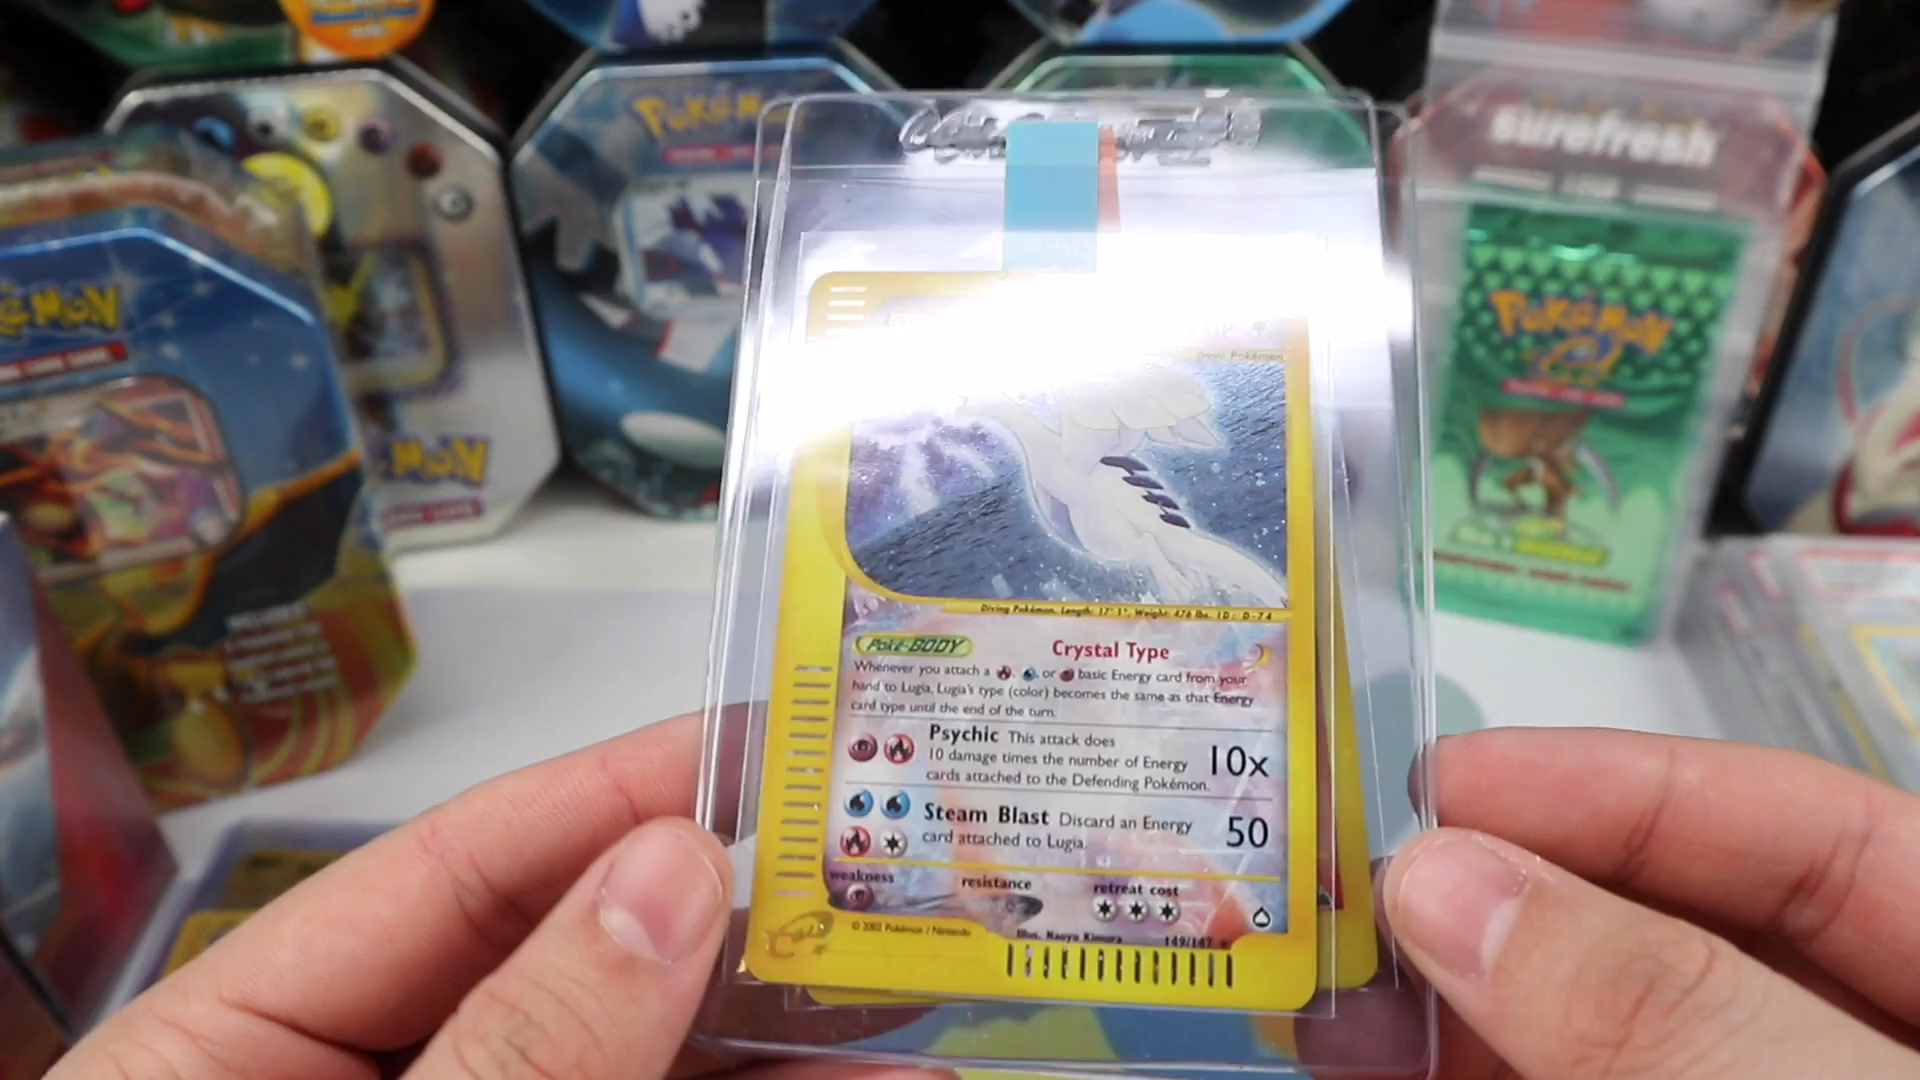 POKéMON
surefresh
POKéMON
POKéMON
Basic Pokémon
Diving Pokémon. Length: 17' 1", Weight: 476 lbs. ID: D-74
Poké-BODY Crystal Type
Whenever you attach a , , or basic Energy card from your
hand to Lugia, Lugia's type (color) becomes the same as that Energy
card type until the end of the turn.
Psychic This attack does
10 damage times the number of Energy
cards attached to the Defending Pokémon.
10x
Steam Blast Discard an Energy
card attached to Lugia.
50
weakness resistance retreat cost
© 2002 Pokémon / Nintendo Illus. Naoyo Kimura 149/147